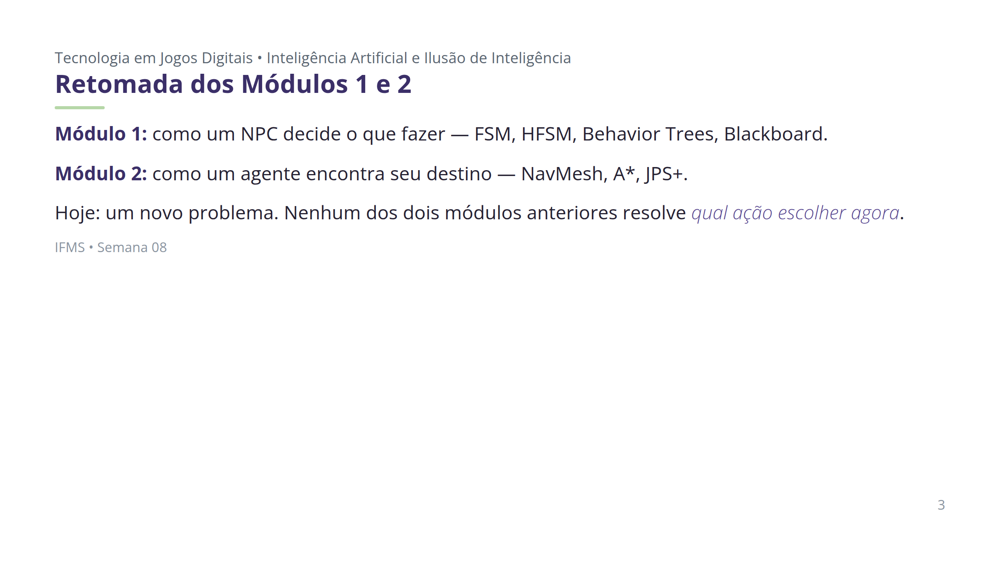 Tecnologia em Jogos Digitais • Inteligência Artificial e Ilusão de Inteligência
Retomada dos Módulos 1 e 2
Módulo 1: como um NPC decide o que fazer — FSM, HFSM, Behavior Trees, Blackboard.
Módulo 2: como um agente encontra seu destino — NavMesh, A*, JPS+.
Hoje: um novo problema. Nenhum dos dois módulos anteriores resolve qual ação escolher agora.
IFMS • Semana 08
3